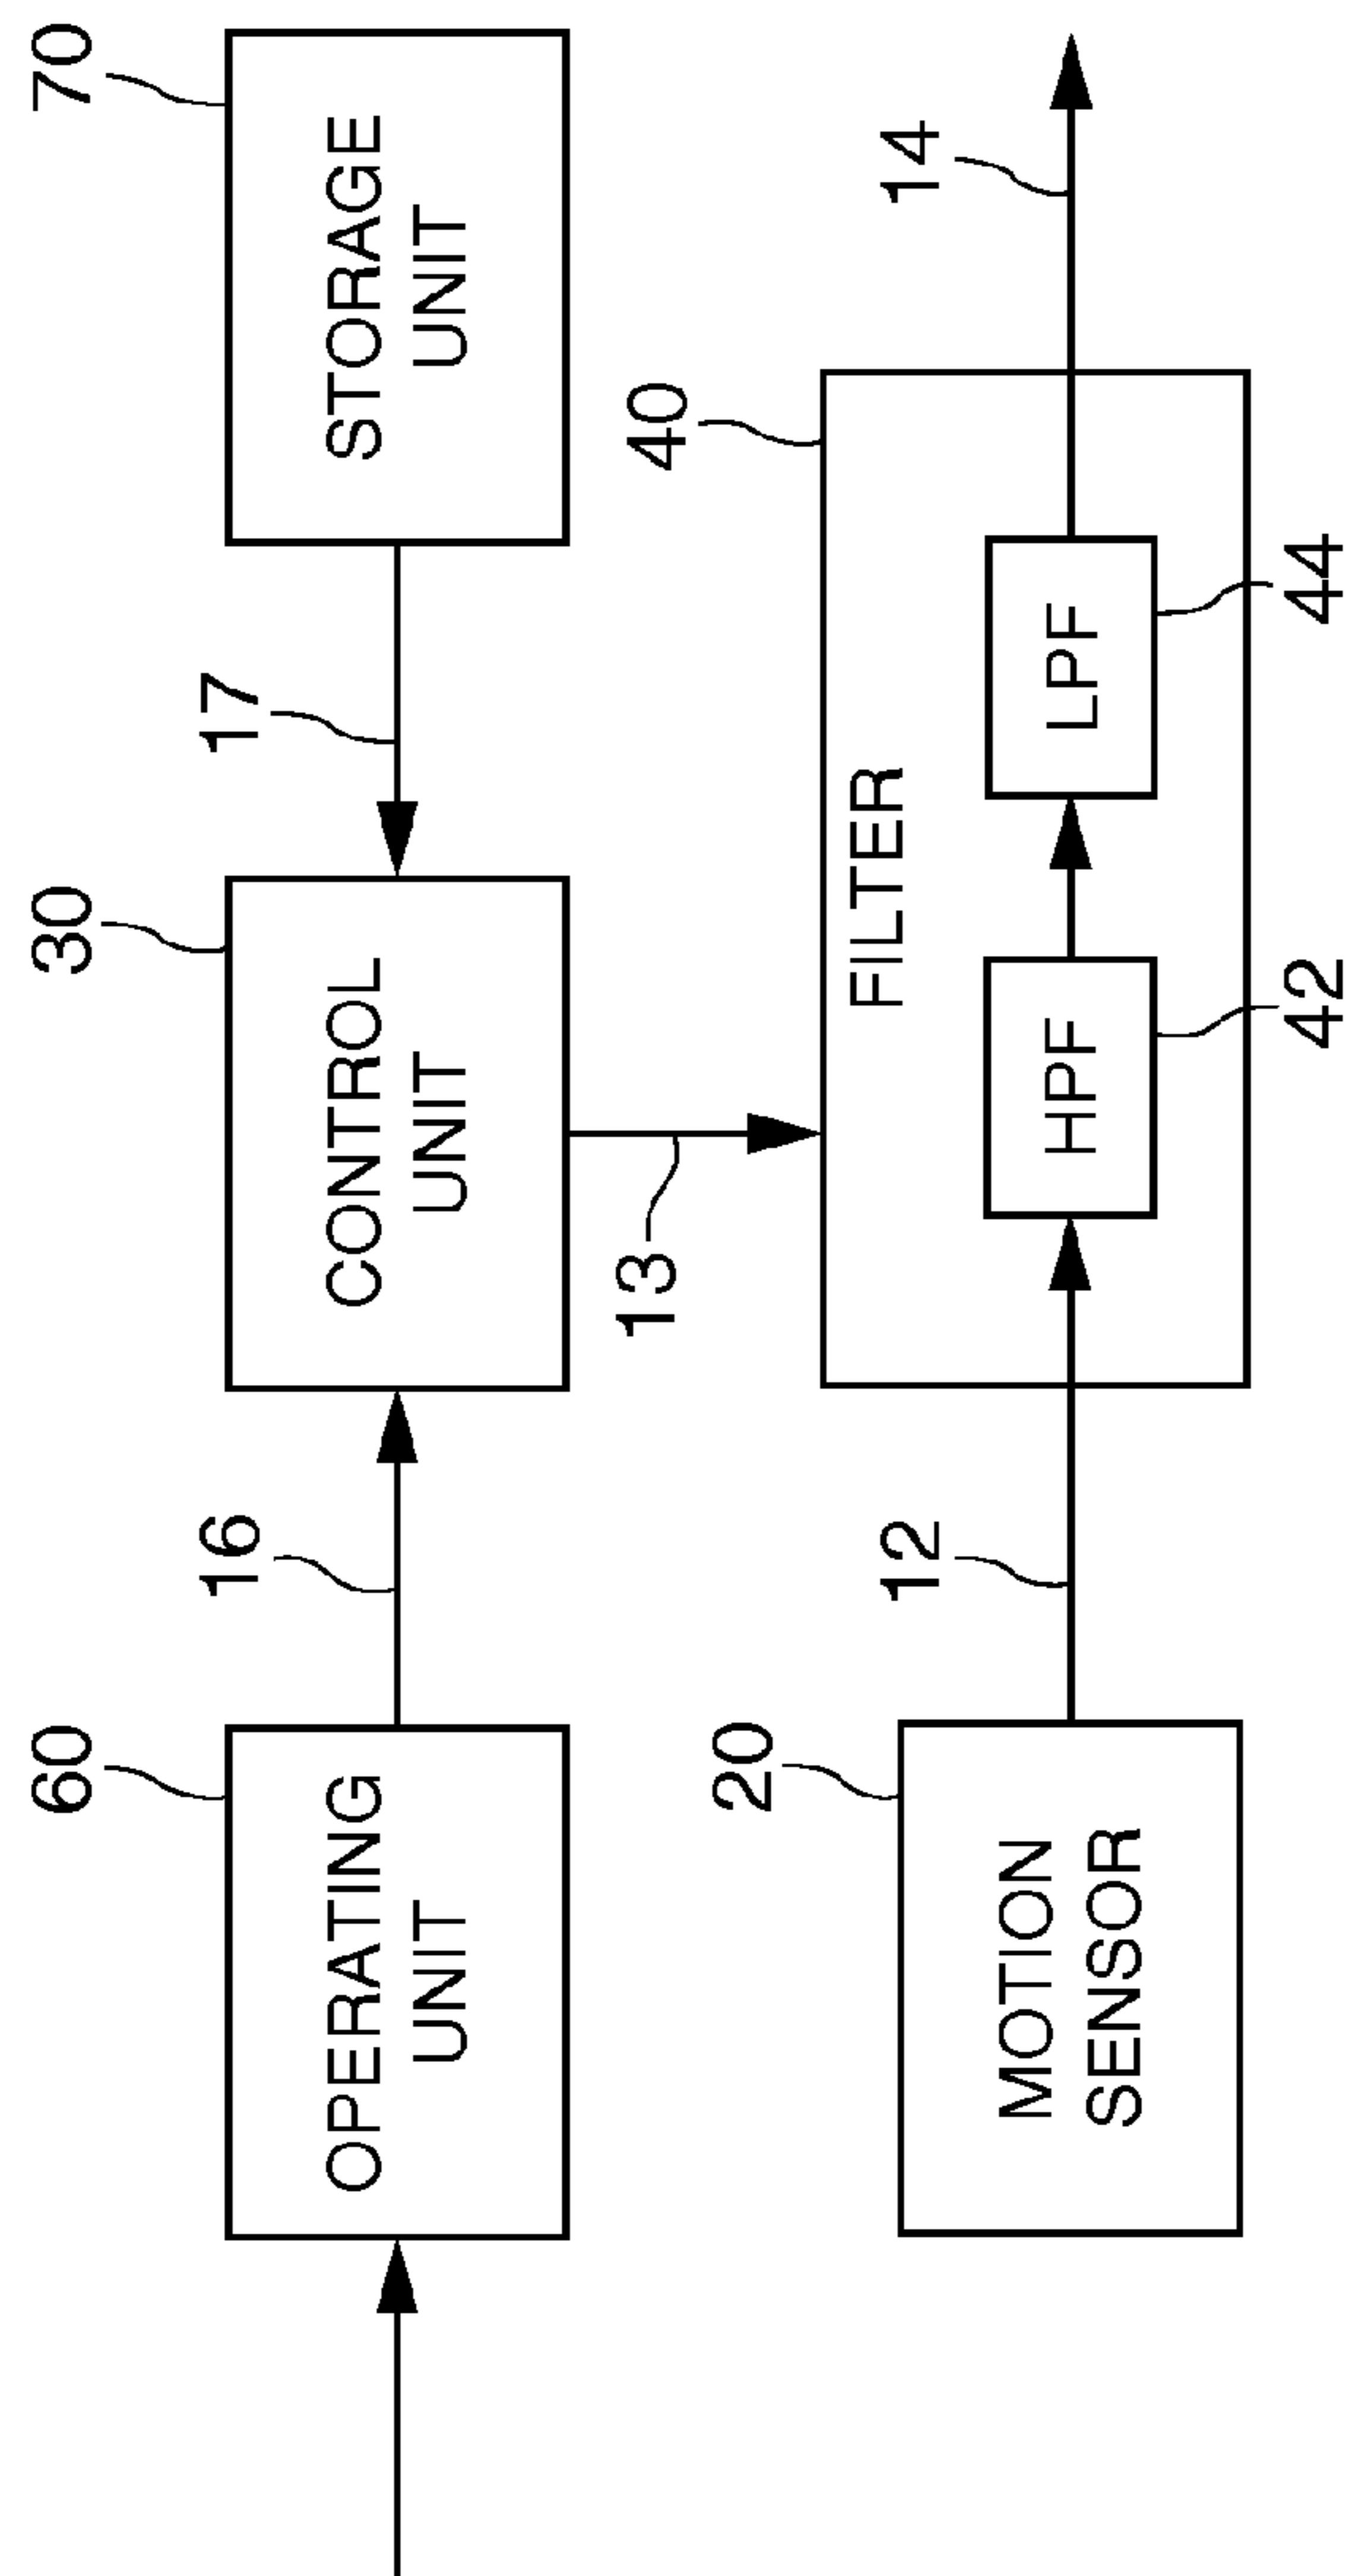 60
OPERATING
UNIT
16
30
CONTROL
UNIT
17
70
STORAGE
UNIT
13
20
MOTION
SENSOR
12
40
FILTER
HPF
42
LPF
44
14